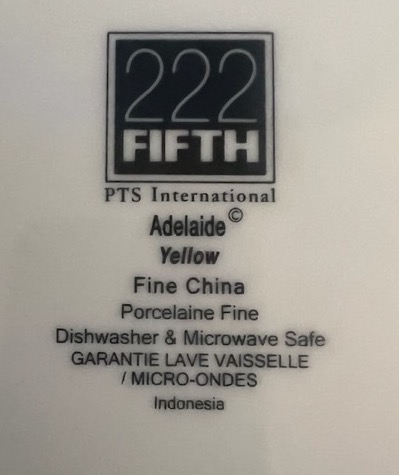 222
FIFTH
PTS International
Adelaide©
Yellow
Fine China
Porcelaine Fine
Dishwasher & Microwave Safe
GARANTIE LAVE VAISSELLE
/ MICRO-ONDES
Indonesia